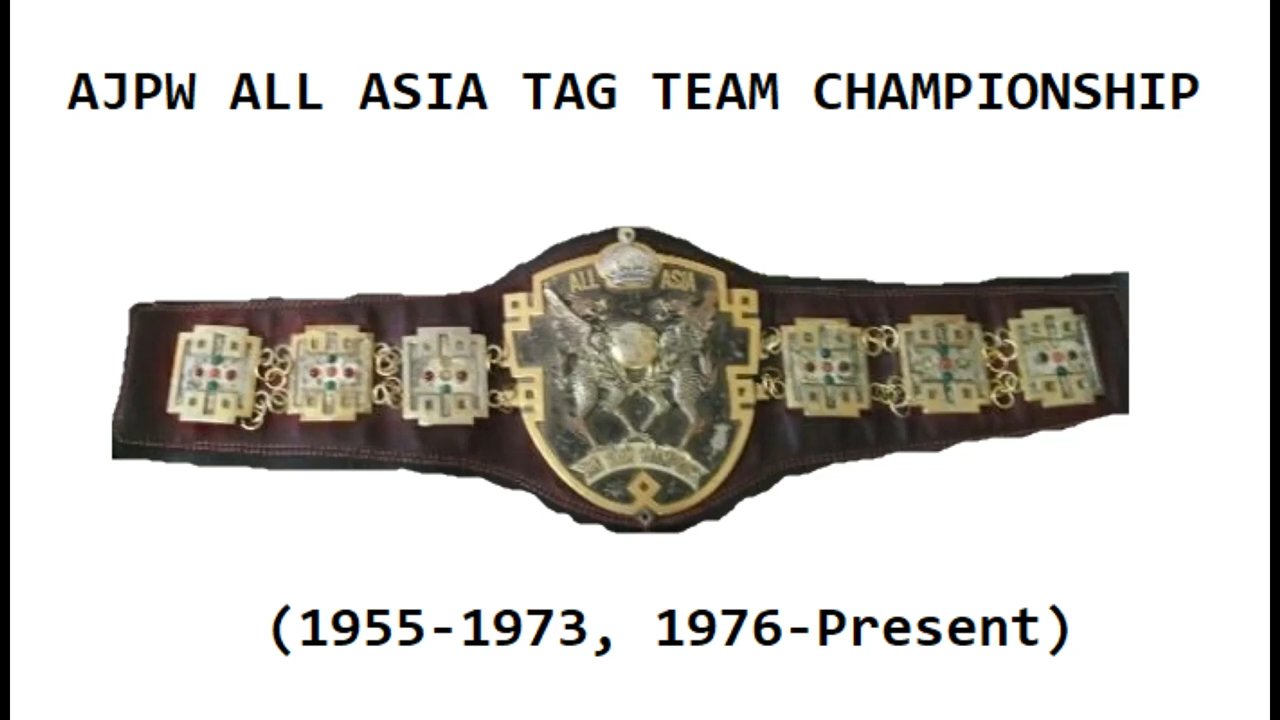 AJPW ALL ASIA TAG TEAM CHAMPIONSHIP
ALL ASIA
(1955-1973, 1976-Present)